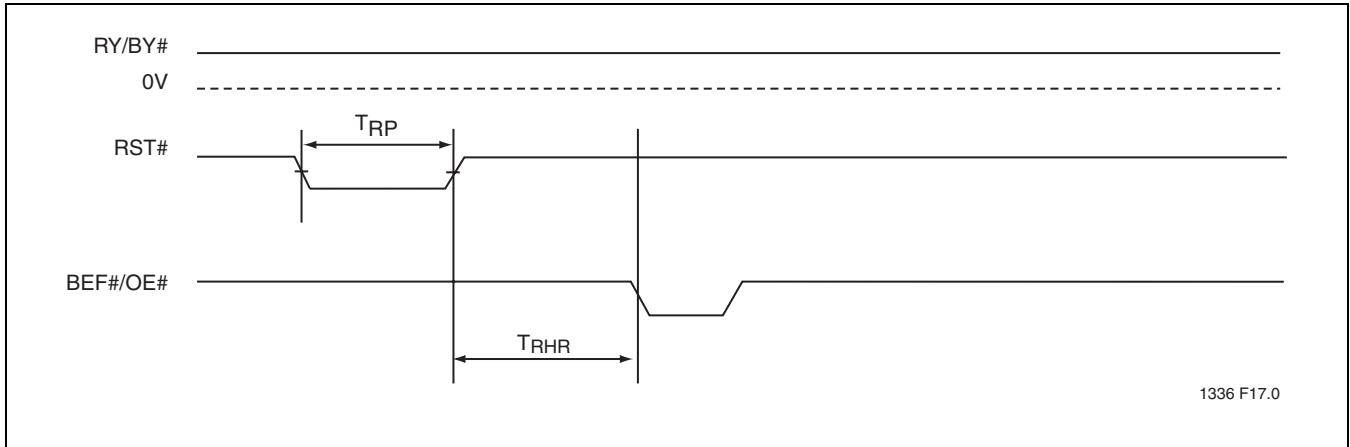 RY/BY#
0V
TRP
RST#
BEF#/OE#
TRHR
1336 F17.0